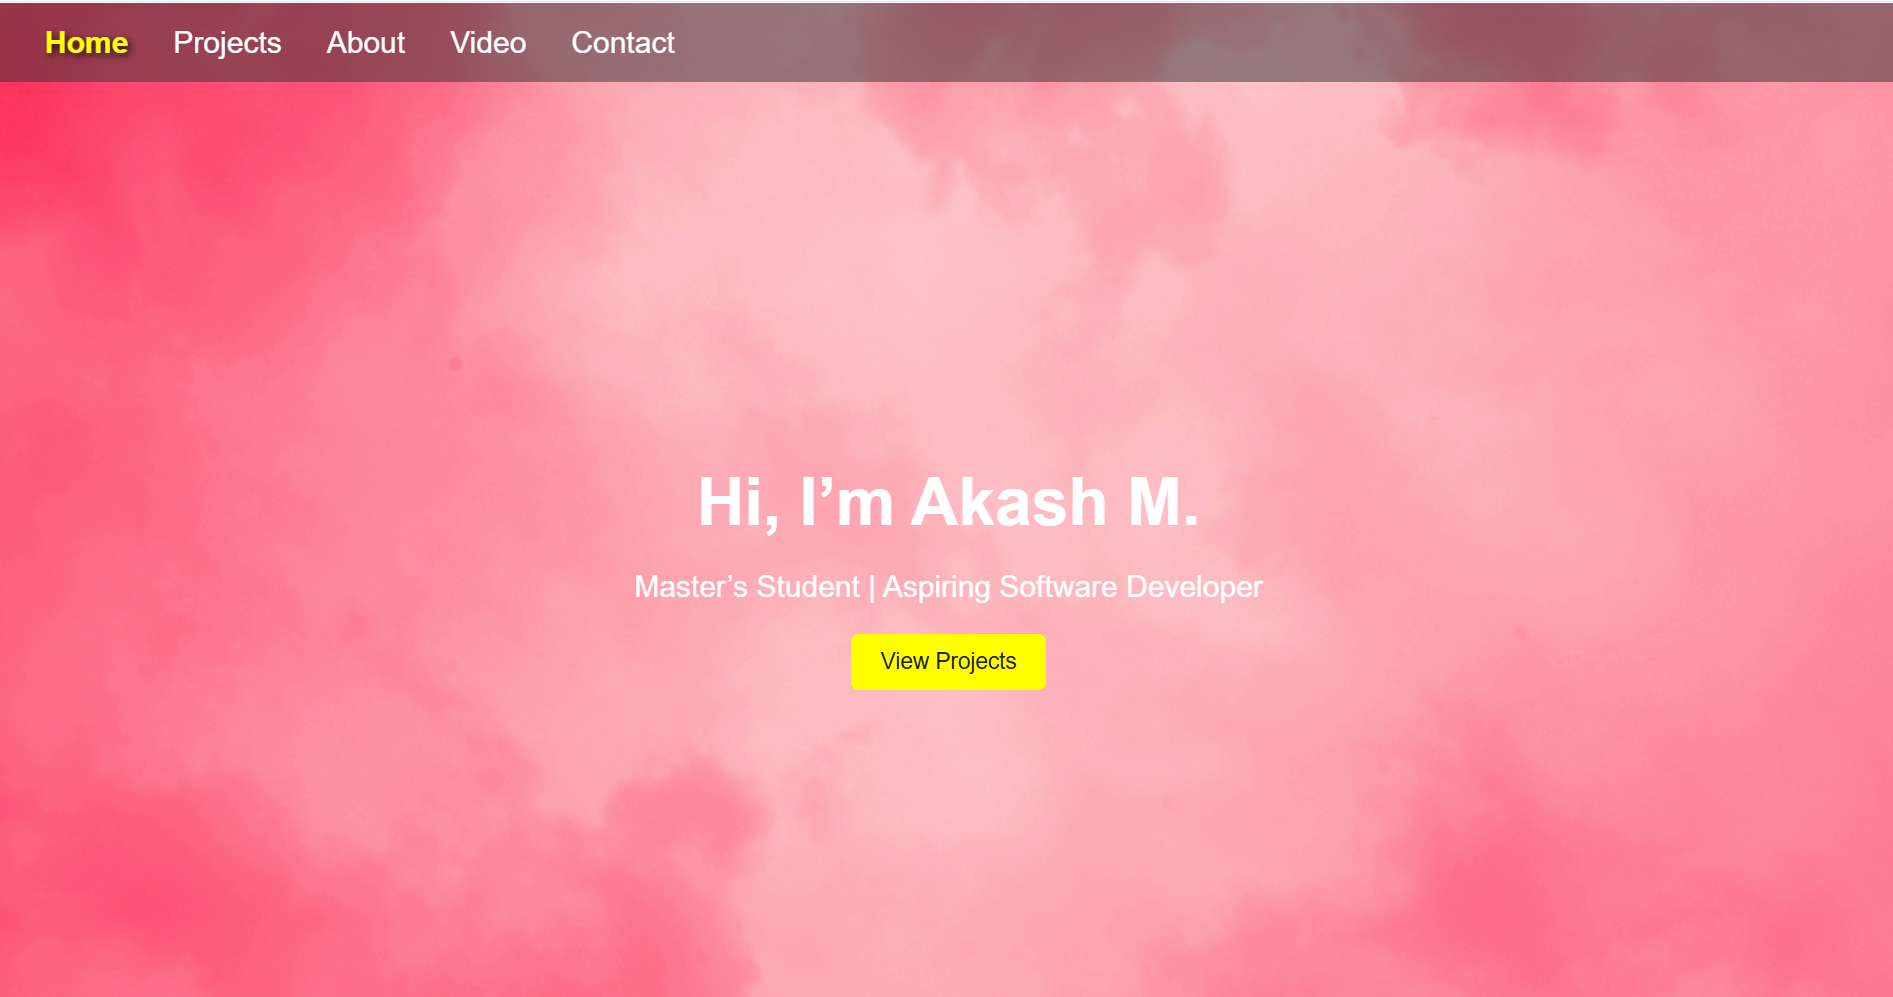 Home Projects About Video Contact
Hi, I’m Akash M.
Master’s Student | Aspiring Software Developer
View Projects